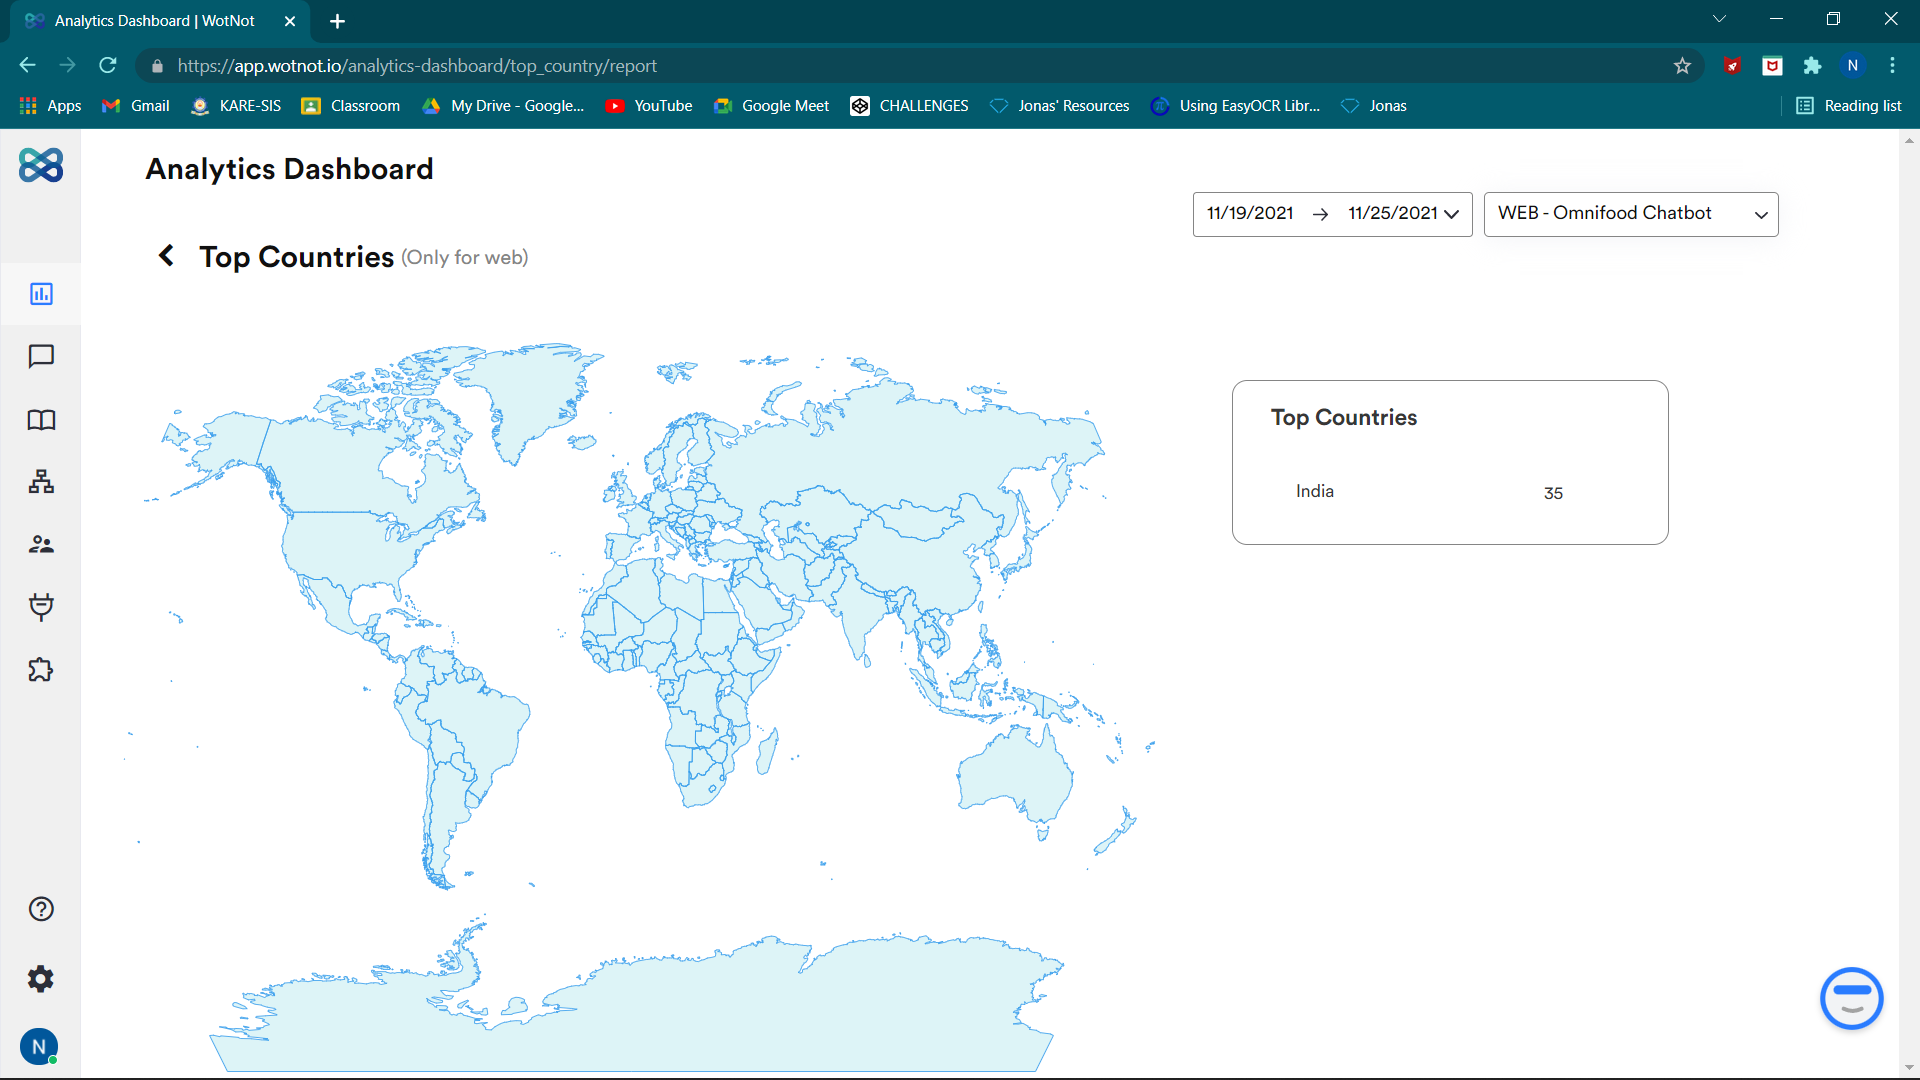 Analytics Dashboard | WotNot
https://app.wotnot.io/analytics-dashboard/top_country/report
N
Apps
Gmail
KARE-SIS
Classroom
My Drive - Google...
YouTube
Google Meet
CHALLENGES
Jonas' Resources
Using EasyOCR Libr...
Jonas
Reading list
Analytics Dashboard
11/19/2021 → 11/25/2021
WEB - Omnifood Chatbot
Top Countries (Only for web)
Top Countries
India 35
N